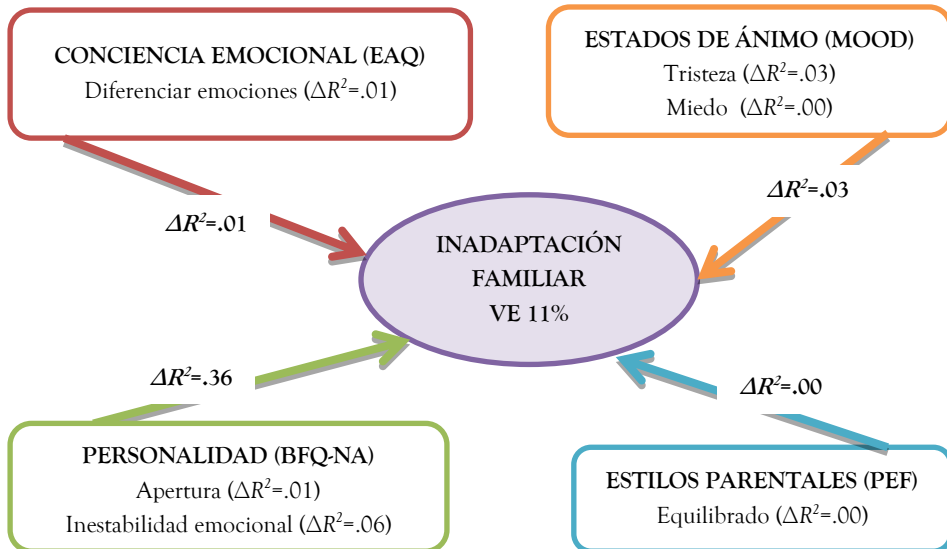 CONCIENCIA EMOCIONAL (EAQ)
Diferenciar emociones (ΔR²=.01)
ESTADOS DE ÁNIMO (MOOD)
Tristeza (ΔR²=.03)
Miedo (ΔR²=.00)
ΔR²=.01
ΔR²=.03
INADAPTACIÓN
FAMILIAR
VE 11%
ΔR²=.36
ΔR²=.00
PERSONALIDAD (BFQ-NA)
Apertura (ΔR²=.01)
Inestabilidad emocional (ΔR²=.06)
ESTILOS PARENTALES (PEF)
Equilibrado (ΔR²=.00)